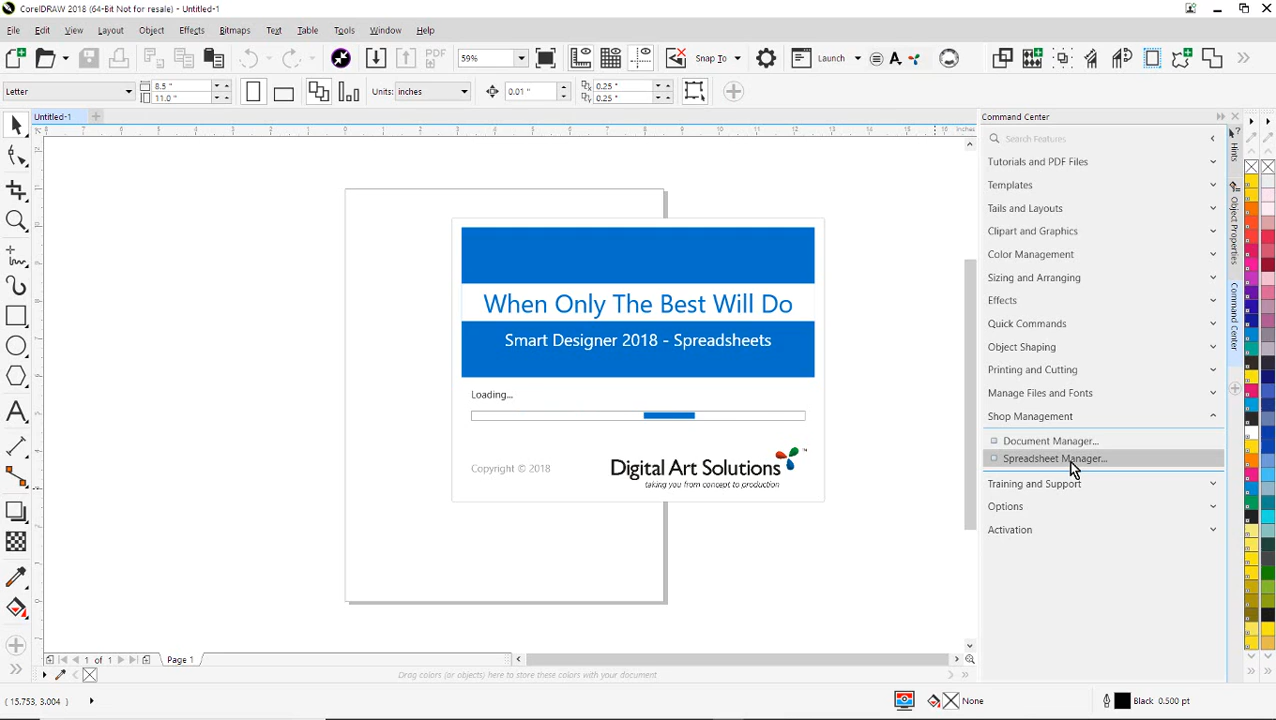 CorelDRAW 2018 (64-Bit Not for resale) - Untitled-1
File Edit View Layout Object Effects Bitmaps Text Table Tools Window Help
PDF 59% Snap To Launch
Letter 8.5 " 11.0 " Units: inches 0.01 " 0.25 " 0.25 "
Untitled-1
inches
Command Center
Search Features
Tutorials and PDF Files
Templates
Tails and Layouts
Clipart and Graphics
Color Management
Sizing and Arranging
Effects
Quick Commands
Object Shaping
Printing and Cutting
Manage Files and Fonts
Shop Management
Document Manager...
Spreadsheet Manager...
Training and Support
Options
Activation
Hints
Object Properties
Command Center
When Only The Best Will Do
Smart Designer 2018 - Spreadsheets
Loading...
Copyright © 2018
Digital Art Solutions ™
taking you from concept to production
1 of 1 Page 1
Drag colors (or objects) here to store these colors with your document
( 15.753, 3.004 ) None Black 0.500 pt